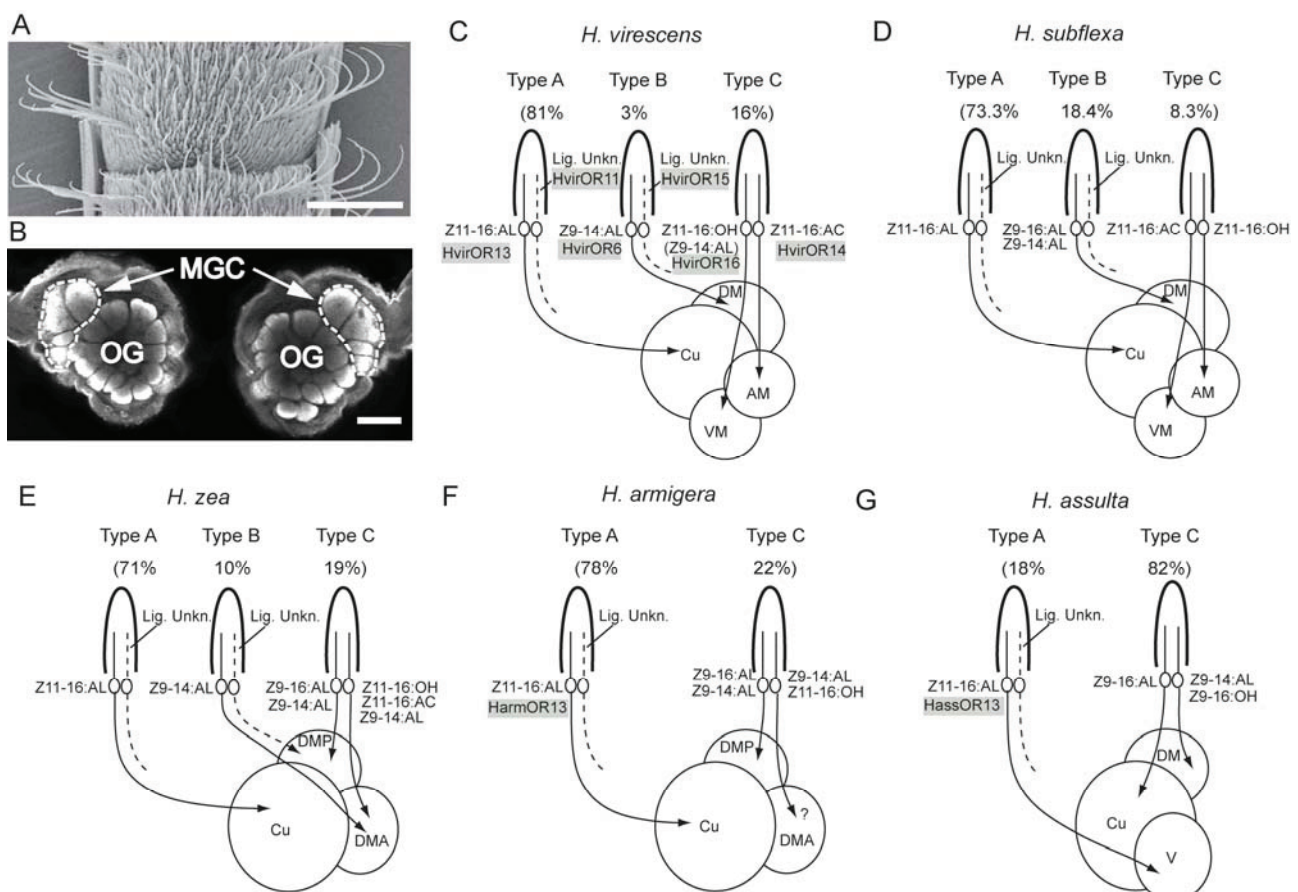 A
B
MGC
OG
OG
C
H. virescens
Type A
Type B
Type C
(81%
3%
16%)
Lig. Unkn.
HvirOR11
Lig. Unkn.
HvirOR15
Z11-16:AL
HvirOR13
Z9-14:AL
HvirOR6
Z11-16:OH
(Z9-14:AL)
HvirOR16
Z11-16:AC
HvirOR14
DM
Cu
AM
VM
D
H. subflexa
Type A
Type B
Type C
(73.3%
18.4%
8.3%)
Lig. Unkn.
Lig. Unkn.
Z11-16:AL
Z9-16:AL
Z9-14:AL
Z11-16:AC
Z11-16:OH
DM
Cu
AM
VM
E
H. zea
Type A
Type B
Type C
(71%
10%
19%)
Lig. Unkn.
Lig. Unkn.
Z11-16:AL
Z9-14:AL
Z9-16:AL
Z9-14:AL
Z11-16:OH
Z11-16:AC
Z9-14:AL
DMP
Cu
DMA
F
H. armigera
Type A
Type C
(78%
22%)
Lig. Unkn.
Z11-16:AL
HarmOR13
Z9-16:AL
Z9-14:AL
Z9-14:AL
Z11-16:OH
DMP
?
Cu
DMA
G
H. assulta
Type A
Type C
(18%
82%)
Lig. Unkn.
Z11-16:AL
HassOR13
Z9-16:AL
Z9-14:AL
Z9-16:OH
DM
Cu
V